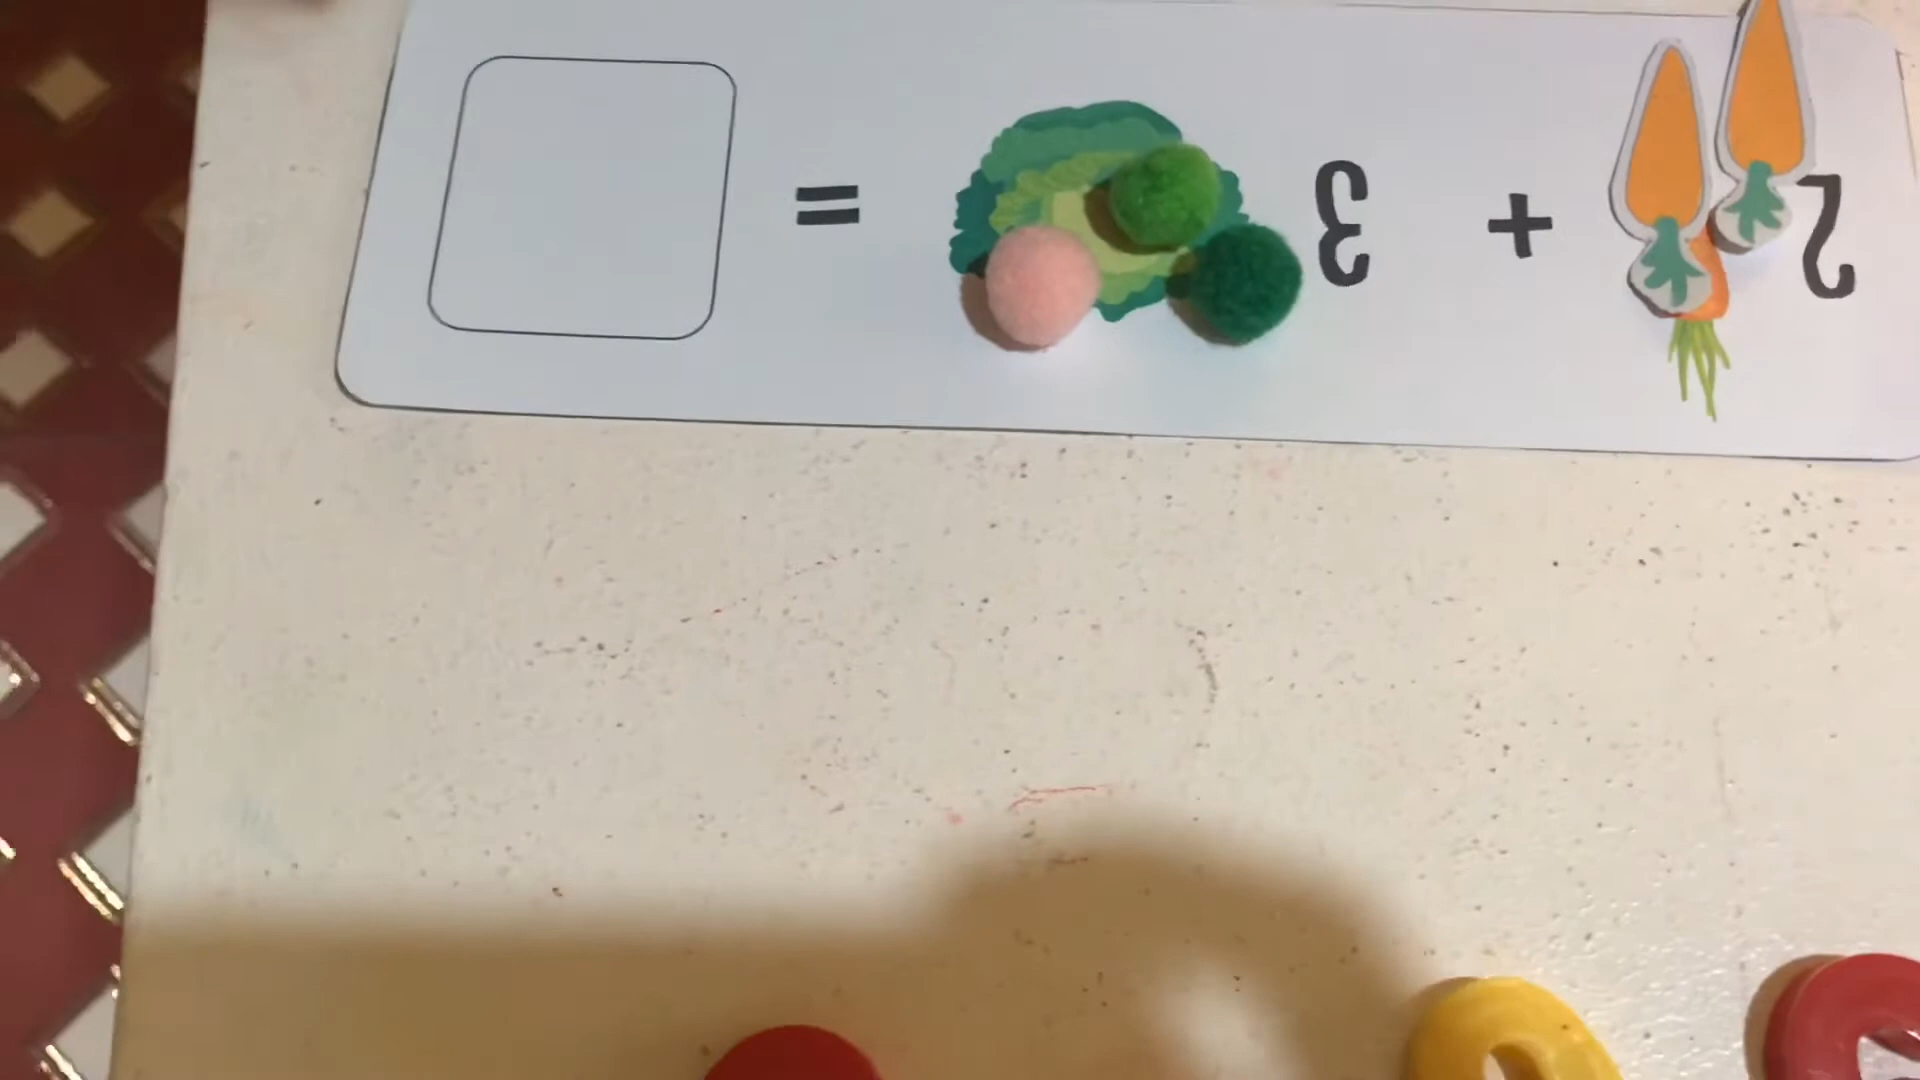 2 + 3 =